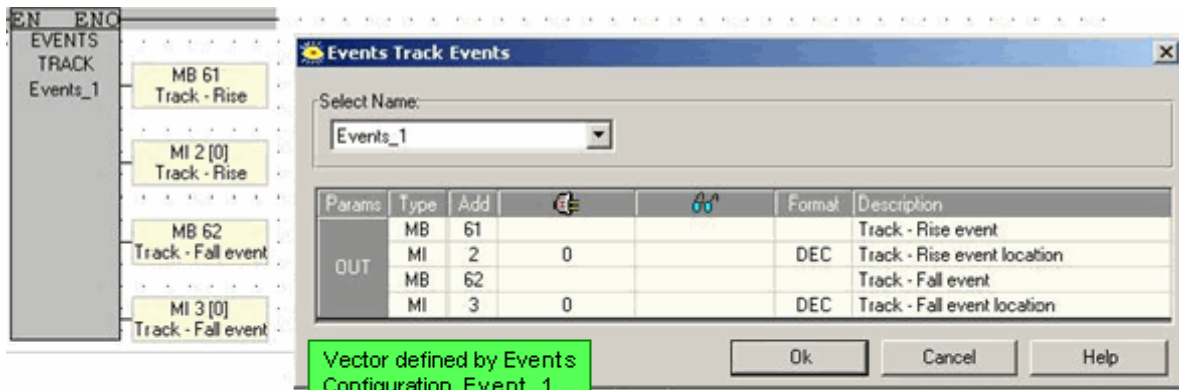 EN ENO
EVENTS
TRACK
Events_1
MB 61
Track - Rise
MI 2 [0]
Track - Rise
MB 62
Track - Fall event
MI 3 [0]
Track - Fall event
Events Track Events
Select Name:
Events_1
Params Type Add Format Description
OUT
MB 61 Track - Rise event
MI 2 0 DEC Track - Rise event location
MB 62 Track - Fall event
MI 3 0 DEC Track - Fall event location
Ok Cancel Help
Vector defined by Events
Configuration, Event_1